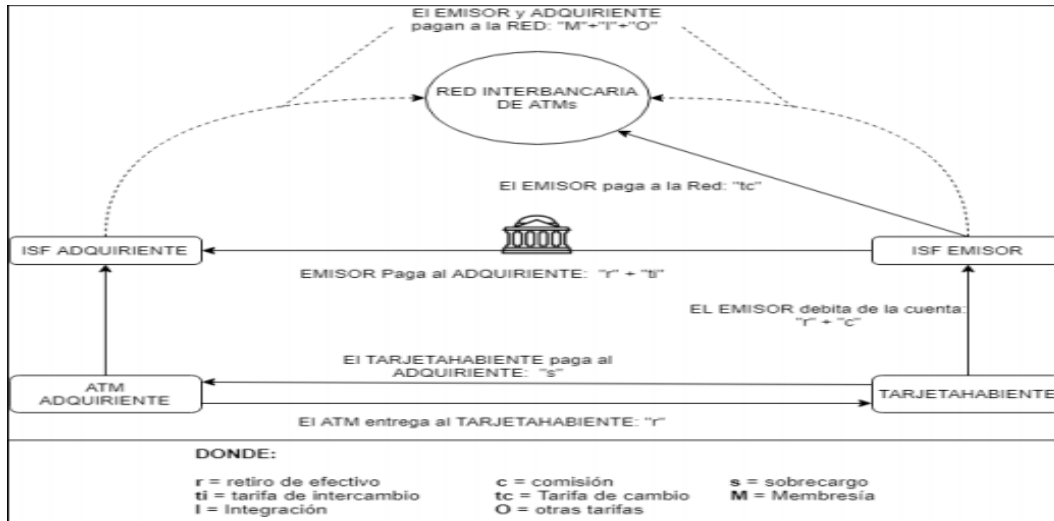 El EMISOR y ADQUIRIENTE
pagan a la RED: "M"+"I"+"O"
RED INTERBANCARIA
DE ATMs
El EMISOR paga a la Red: "tc"
ISF ADQUIRIENTE
ISF EMISOR
EMISOR Paga al ADQUIRIENTE: "r" + "ti"
EL EMISOR debita de la cuenta:
"r" + "c"
El TARJETAHABIENTE paga al
ADQUIRIENTE: "s"
ATM
ADQUIRIENTE
TARJETAHABIENTE
El ATM entrega al TARJETAHABIENTE: "r"
DONDE:
r = retiro de efectivo c = comisión s = sobrecargo
ti = tarifa de intercambio tc = Tarifa de cambio M = Membresía
I = Integración O = otras tarifas